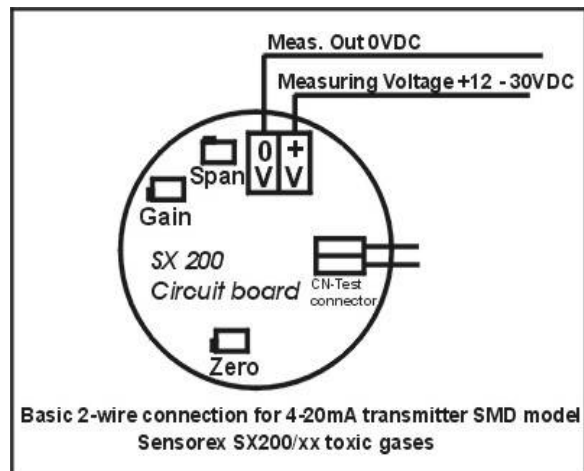 Meas. Out 0VDC
Measuring Voltage +12 - 30VDC
0 +
V V
Span
Gain
SX 200
Circuit board
CN-Test
connector
Zero
Basic 2-wire connection for 4-20mA transmitter SMD model
Sensorex SX200/xx toxic gases